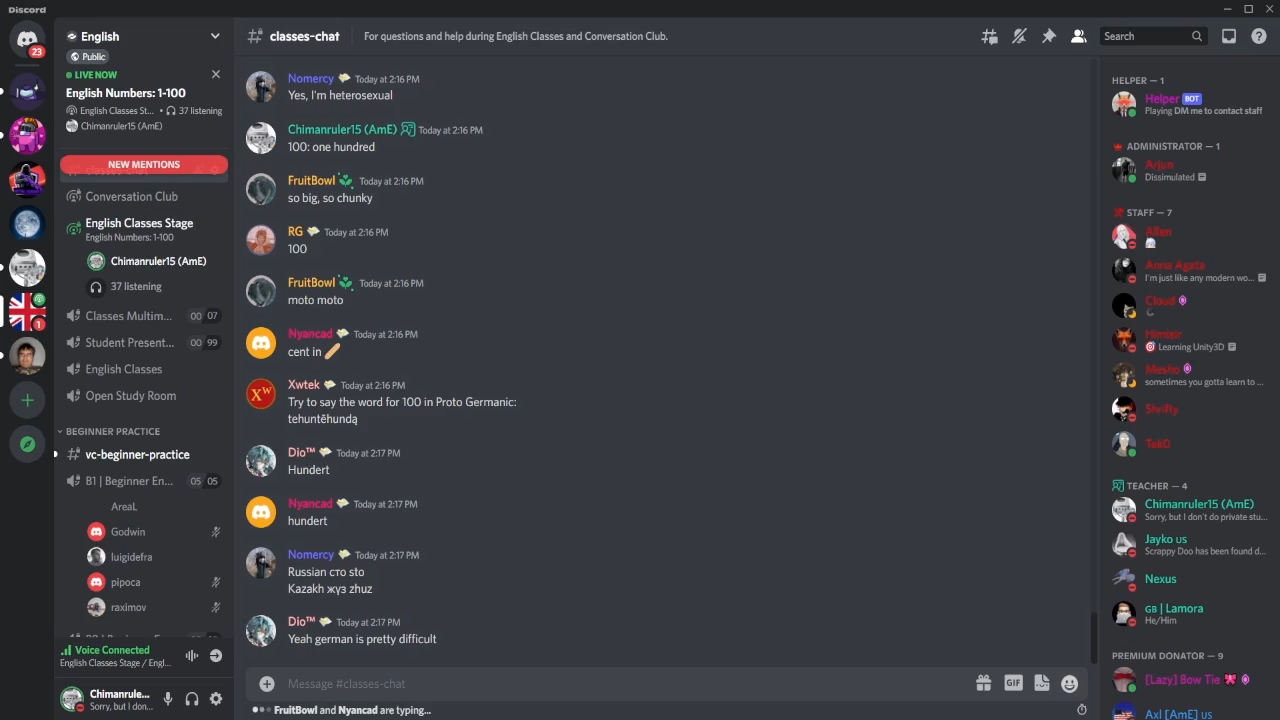 Discord
23
English
Public
LIVE NOW
English Numbers: 1-100
English Classes St... • 37 listening
Chimanruler15 (AmE)
NEW MENTIONS
Conversation Club
English Classes Stage
English Numbers: 1-100
Chimanruler15 (AmE)
37 listening
Classes Multim... 00 07
Student Present... 00 99
English Classes
Open Study Room
BEGINNER PRACTICE
vc-beginner-practice
B1 | Beginner En... 05 05
AreaL
Godwin
luigidefra
pipoca
raximov
Voice Connected
English Classes Stage / Engl...
Chimanrule...
Sorry, but I don...
1
classes-chat
For questions and help during English Classes and Conversation Club.
Search
Nomercy Today at 2:16 PM
Yes, I'm heterosexual
Chimanruler15 (AmE) Today at 2:16 PM
100: one hundred
FruitBowl Today at 2:16 PM
so big, so chunky
RG Today at 2:16 PM
100
FruitBowl Today at 2:16 PM
moto moto
Nyancad Today at 2:16 PM
cent in
Xwtek Today at 2:16 PM
XW
Try to say the word for 100 in Proto Germanic:
tehuntēhundą
Dio™ Today at 2:17 PM
Hundert
Nyancad Today at 2:17 PM
hundert
Nomercy Today at 2:17 PM
Russian сто sto
Kazakh жүз zhuz
Dio™ Today at 2:17 PM
Yeah german is pretty difficult
Message #classes-chat
GIF
FruitBowl and Nyancad are typing...
HELPER — 1
Helper BOT
Playing DM me to contact staff
ADMINISTRATOR — 1
Arjun
Dissimulated
STAFF — 7
Allen
Anna Agata
I'm just like any modern wo...
Cloud
Himiair
Learning Unity3D
Mesho
sometimes you gotta learn to ...
Shrifty
TekD
TEACHER — 4
Chimanruler15 (AmE)
Sorry, but I don't do private stu...
Jayko us
Scrappy Doo has been found d...
Nexus
GB | Lamora
He/Him
PREMIUM DONATOR — 9
[Lazy] Bow Tie
Axl [AmE] us